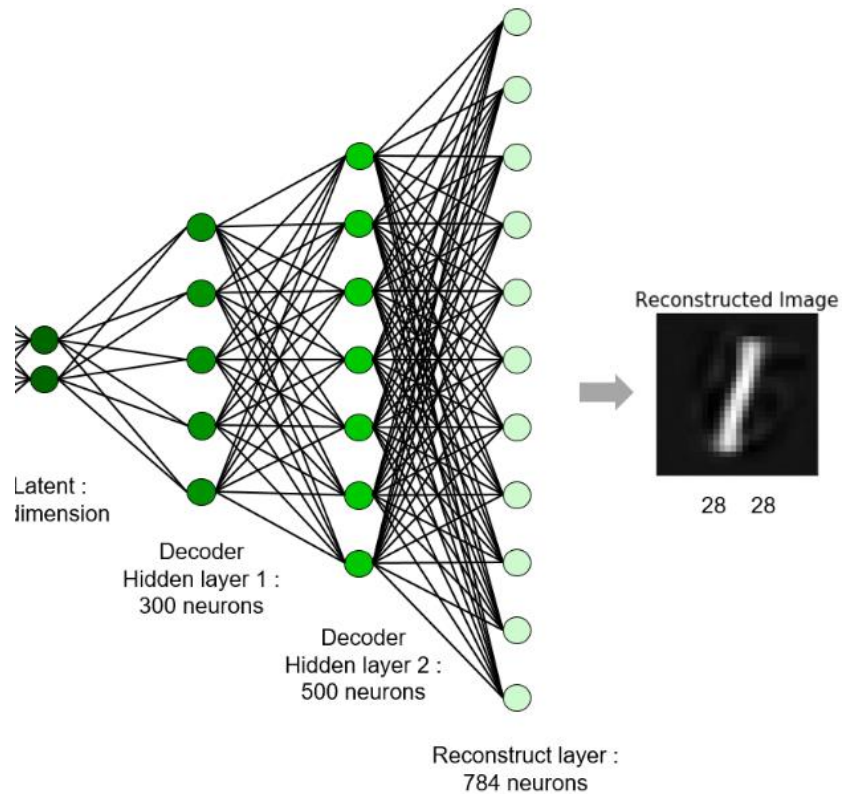 Reconstructed Image
28 28
Latent :
dimension
Decoder
Hidden layer 1 :
300 neurons
Decoder
Hidden layer 2 :
500 neurons
Reconstruct layer :
784 neurons